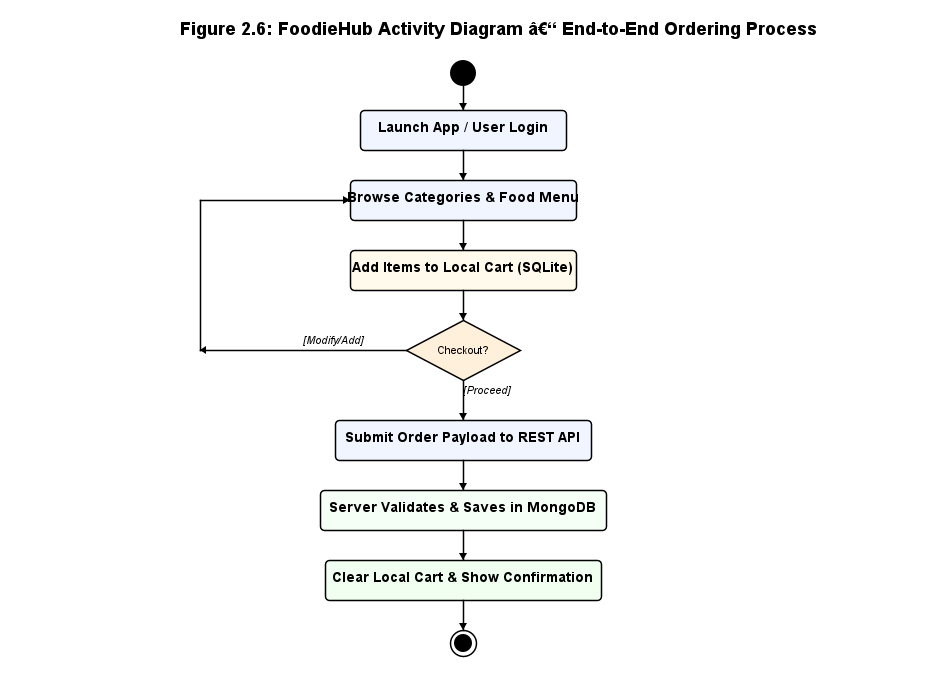 Figure 2.6: FoodieHub Activity Diagram â€“ End-to-End Ordering Process
Launch App / User Login
Browse Categories & Food Menu
Add Items to Local Cart (SQLite)
Checkout?
[Modify/Add]
[Proceed]
Submit Order Payload to REST API
Server Validates & Saves in MongoDB
Clear Local Cart & Show Confirmation